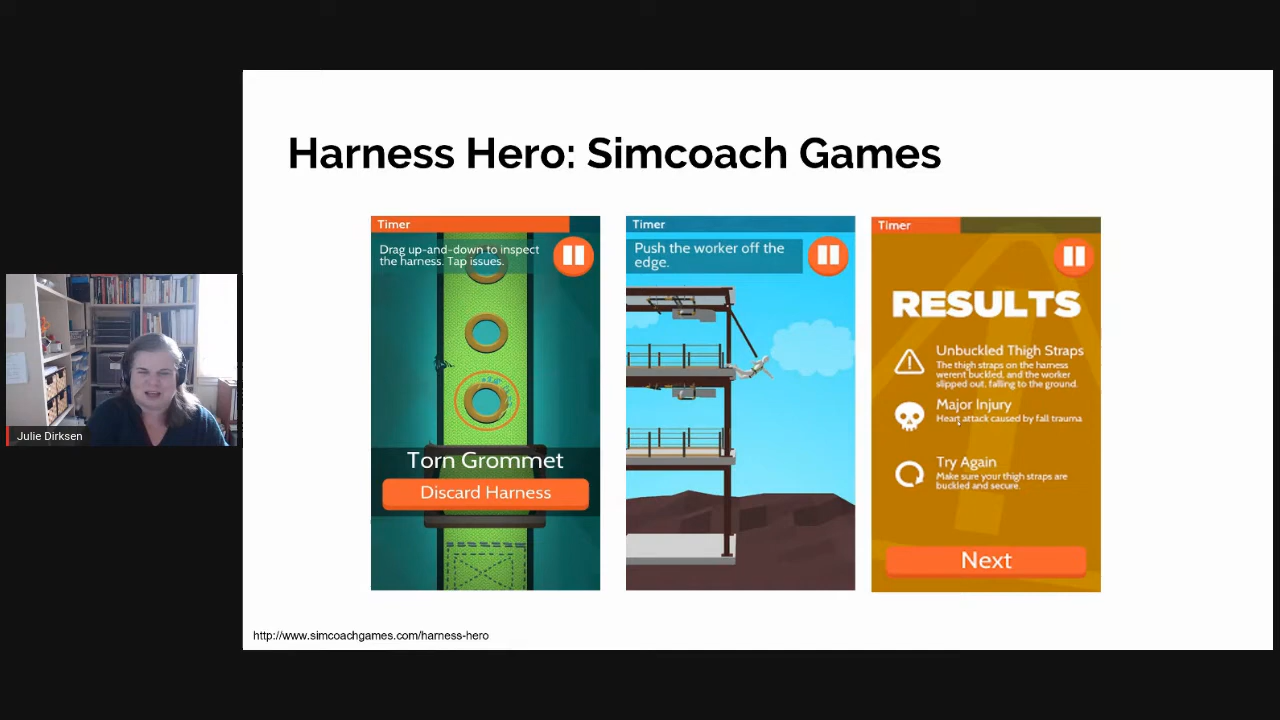 Harness Hero: Simcoach Games
Timer
Drag up-and-down to inspect
the harness. Tap issues.
Torn Grommet
Discard Harness
Timer
Push the worker off the
edge.
Timer
RESULTS
Unbuckled Thigh Straps
The thigh straps on the harness
werent buckled, and the worker
slipped out, falling to the ground.
Major Injury
Heart attack caused by fall trauma
Try Again
Make sure your thigh straps are
buckled and secure.
Next
Julie Dirksen
http://www.simcoachgames.com/harness-hero